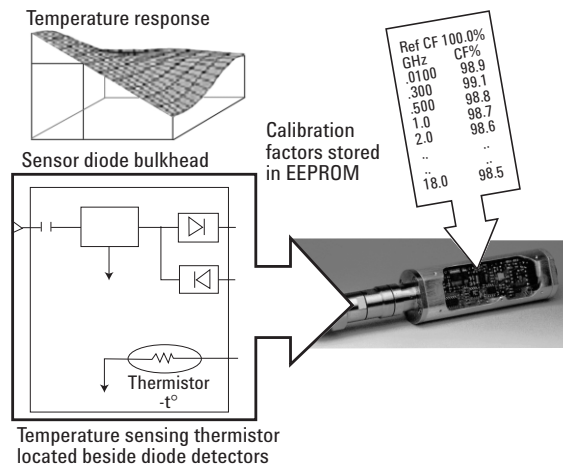 Temperature response
Ref CF 100.0%
GHz CF%
.0100 98.9
.300 99.1
.500 98.8
1.0 98.7
2.0 98.6
.. ..
.. ..
18.0 98.5
Calibration
factors stored
in EEPROM
Sensor diode bulkhead
Thermistor
-t°
Temperature sensing thermistor
located beside diode detectors